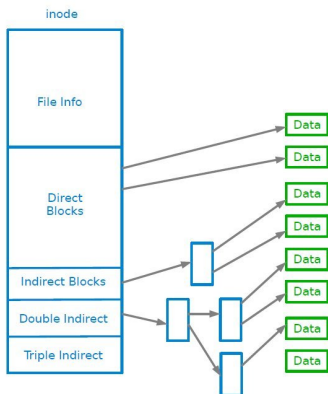 inode
File Info
Direct
Blocks
Indirect Blocks
Double Indirect
Triple Indirect
Data
Data
Data
Data
Data
Data
Data
Data